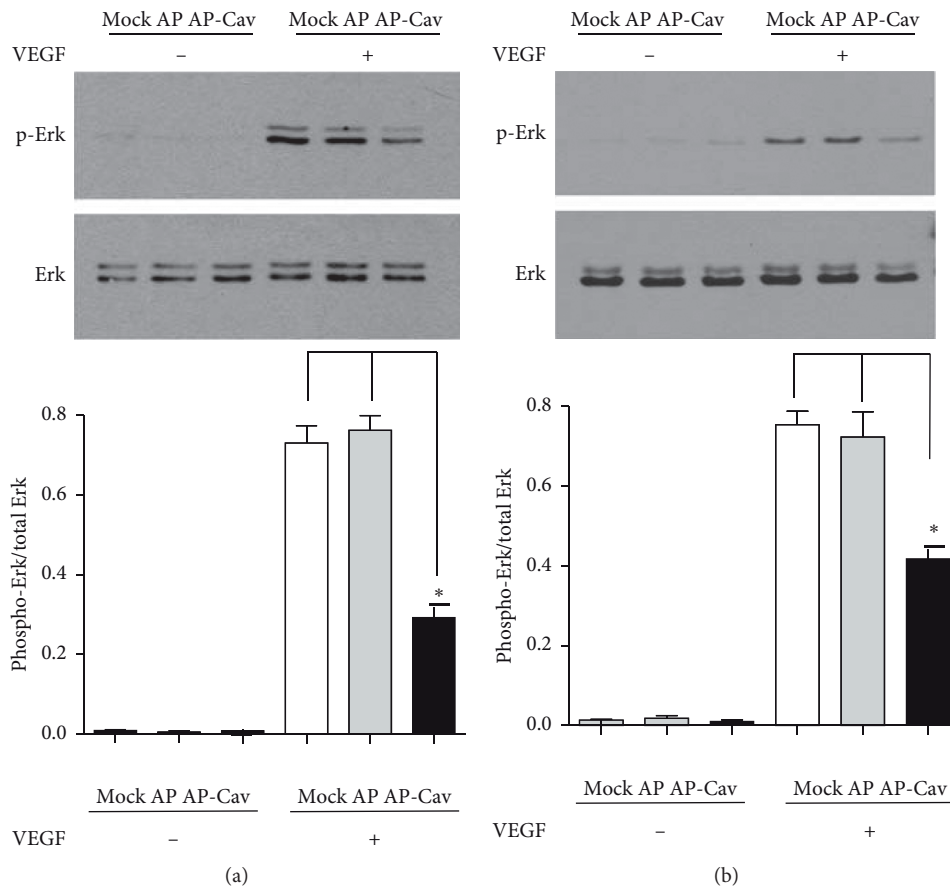 Mock AP AP-Cav Mock AP AP-Cav
VEGF – +
p-Erk
Erk
Phospho-Erk/total Erk
0.8
0.6
0.4
0.2
0.0
*
Mock AP AP-Cav Mock AP AP-Cav
VEGF – +
(a)
Mock AP AP-Cav Mock AP AP-Cav
VEGF – +
p-Erk
Erk
Phospho-Erk/total Erk
0.8
0.6
0.4
0.2
0.0
*
Mock AP AP-Cav Mock AP AP-Cav
VEGF – +
(b)